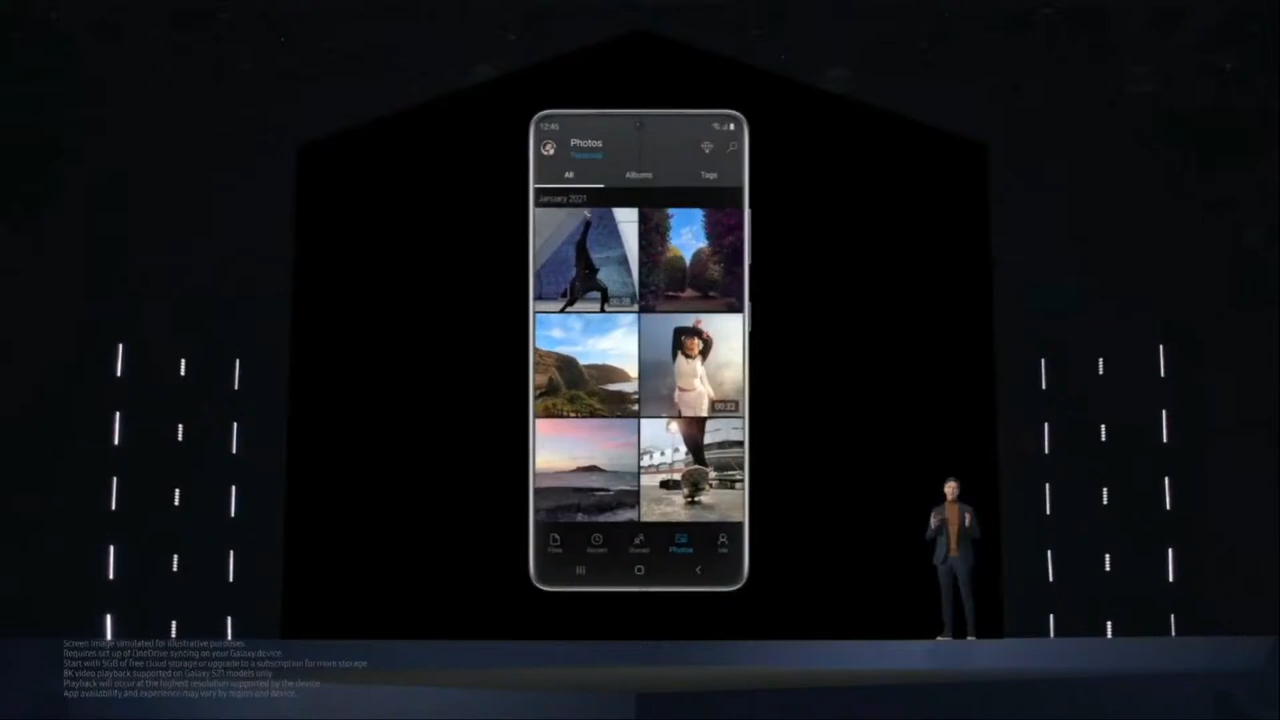 12:45
Photos
Personal
All Albums Tags
January 2021
00:28
00:22
Files Recent Shared Photos Me
Screen image simulated for illustrative purposes.
Requires set up of OneDrive syncing on your Galaxy device.
Start with 5GB of free cloud storage or upgrade to a subscription for more storage.
8K video playback supported on Galaxy S21 models only.
Playback will occur at the highest resolution supported by the device.
App availability and experience may vary by region and device.